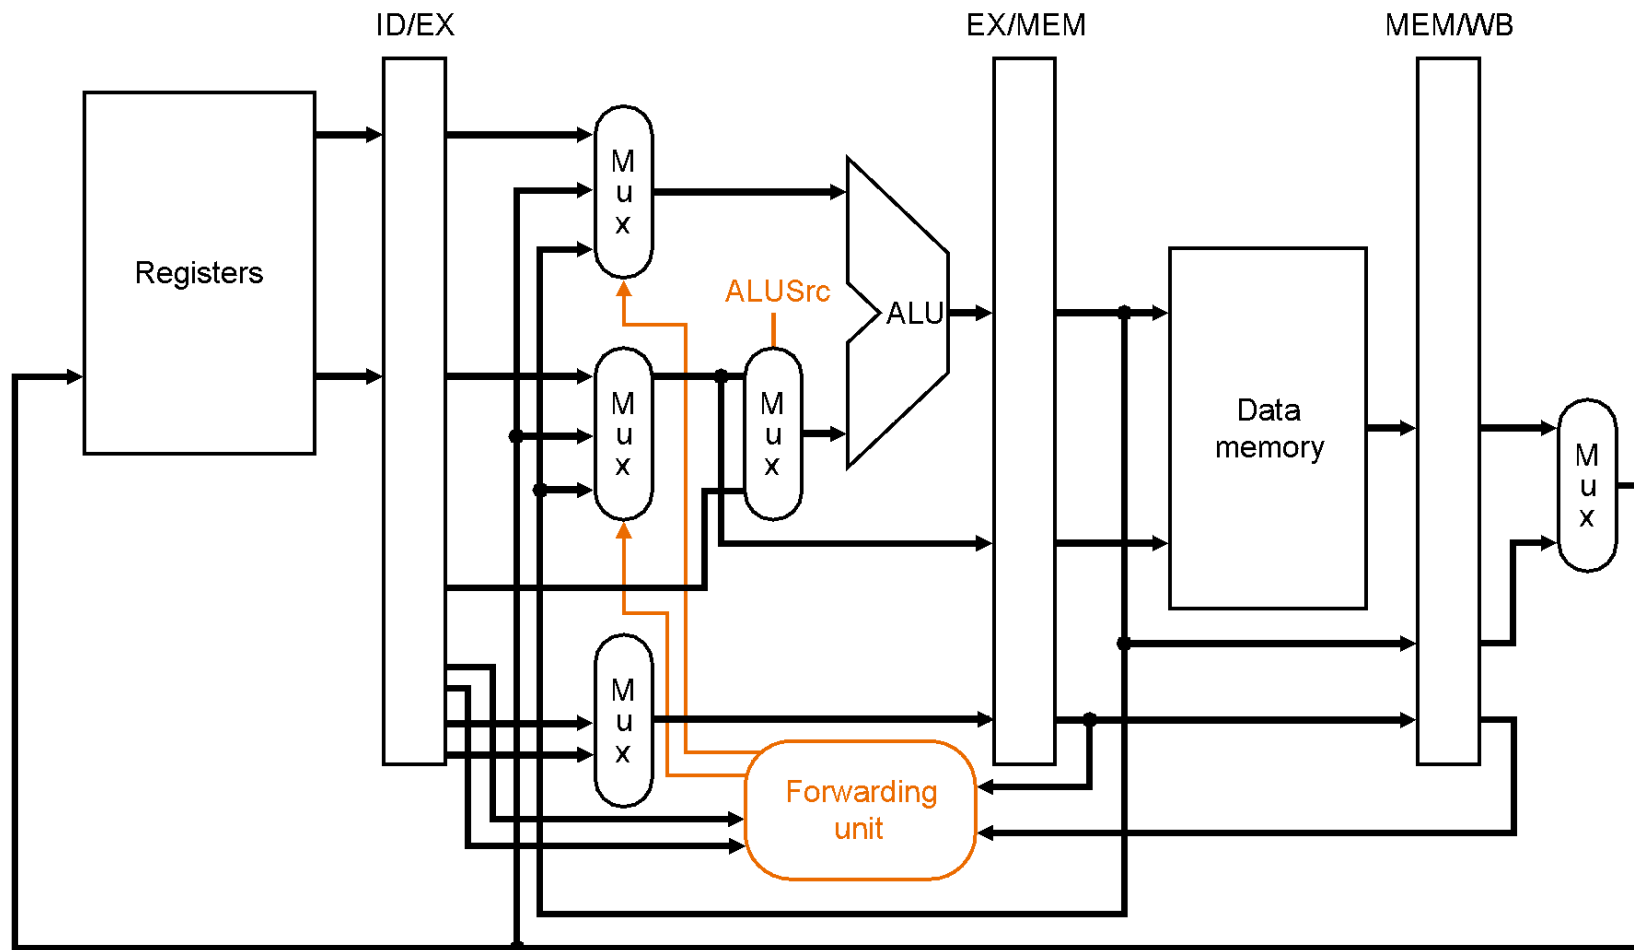 ID/EX
EX/MEM
MEM/WB
M
u
x
Registers
ALUSrc
ALU
M
u
x
M
u
x
Data
memory
M
u
x
M
u
x
Forwarding
unit